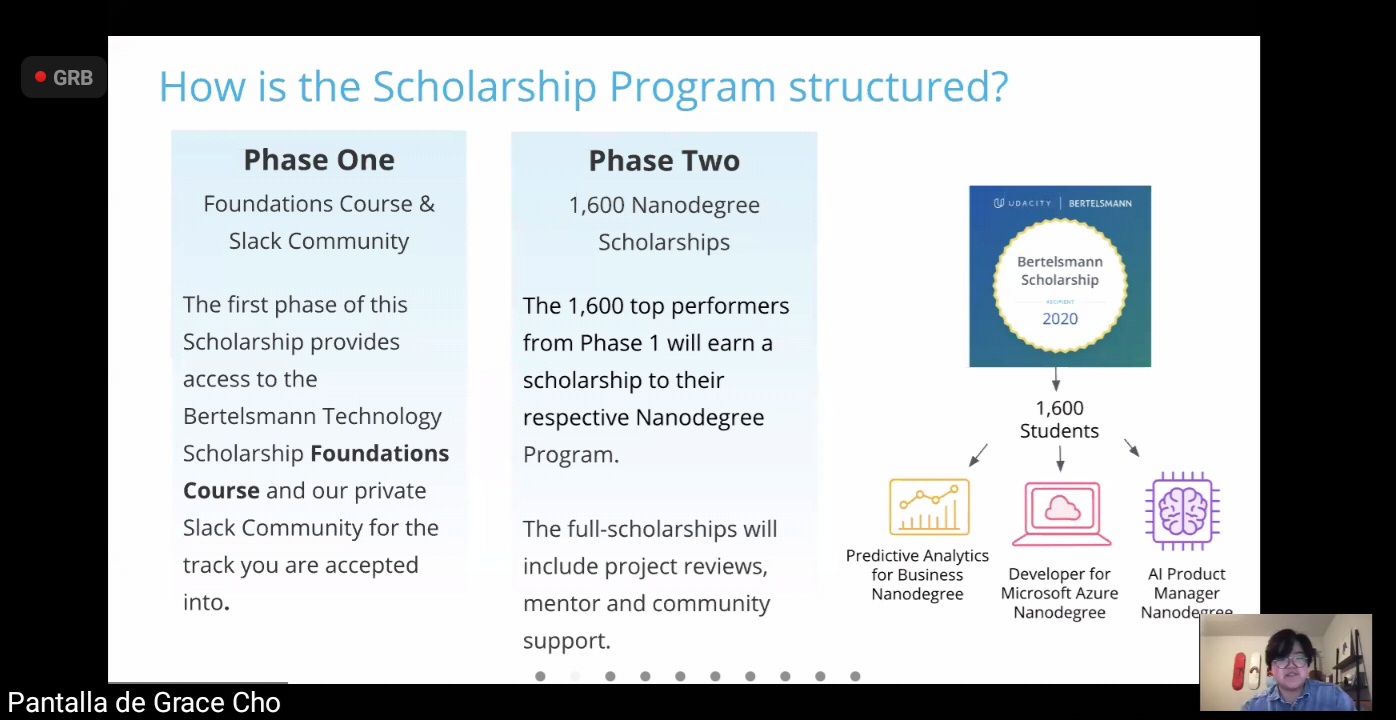 GRB
How is the Scholarship Program structured?
Phase One
Foundations Course &
Slack Community
The first phase of this
Scholarship provides
access to the
Bertelsmann Technology
Scholarship Foundations
Course and our private
Slack Community for the
track you are accepted
into.
Phase Two
1,600 Nanodegree
Scholarships
The 1,600 top performers
from Phase 1 will earn a
scholarship to their
respective Nanodegree
Program.
The full-scholarships will
include project reviews,
mentor and community
support.
UDACITY | BERTELSMANN
Bertelsmann
Scholarship
RECIPIENT
2020
1,600
Students
Predictive Analytics
for Business
Nanodegree
Developer for
Microsoft Azure
Nanodegree
AI Product
Manager
Nanodegree
Pantalla de Grace Cho